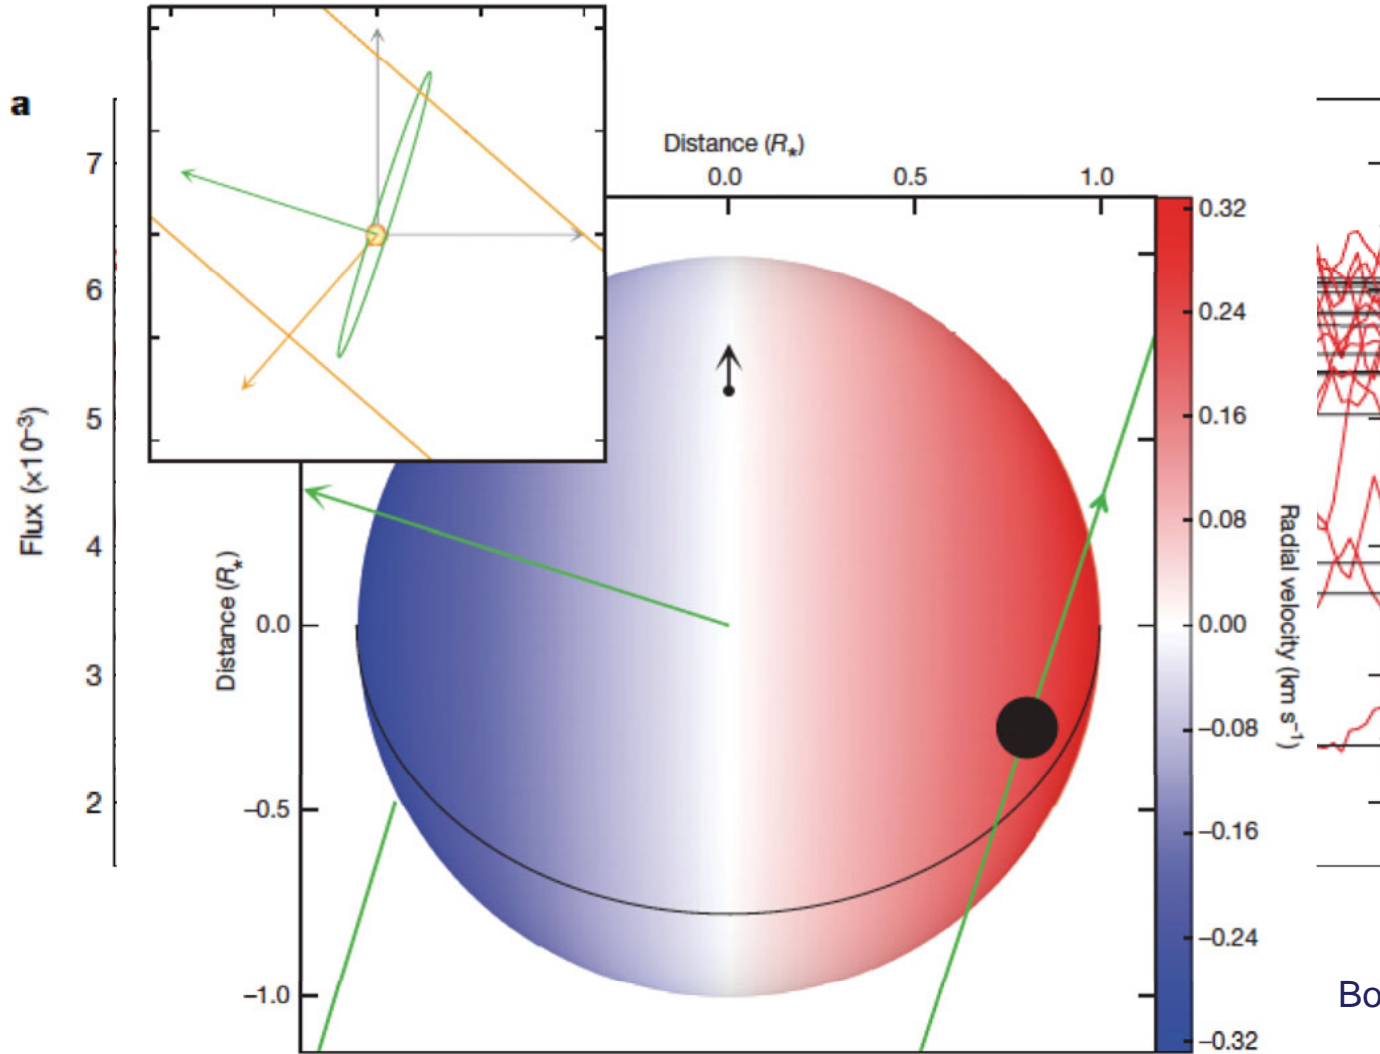 a
Distance (R★)
0.0 0.5 1.0
7
6
5
4
3
2
Flux (×10⁻³)
Distance (R★)
0.0
−0.5
−1.0
0.32
0.24
0.16
0.08
0.00
−0.08
−0.16
−0.24
−0.32
Radial velocity (km s⁻¹)
Bo